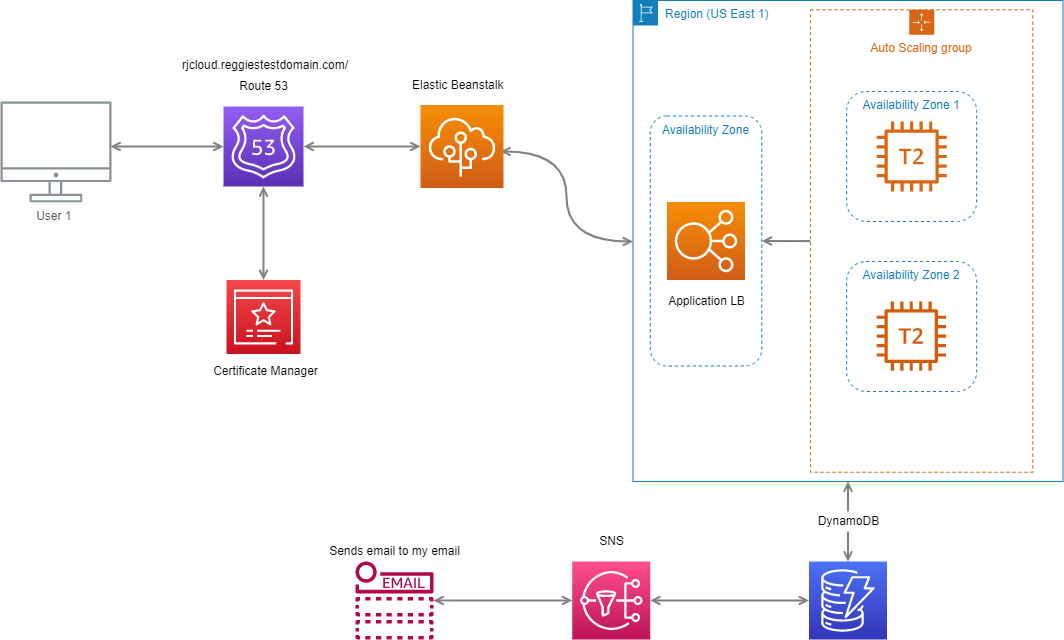 Region (US East 1)
Auto Scaling group
rjcloud.reggiestestdomain.com/
Route 53
Elastic Beanstalk
53
User 1
Certificate Manager
Availability Zone
Application LB
Availability Zone 1
T2
Availability Zone 2
T2
DynamoDB
SNS
Sends email to my email
EMAIL